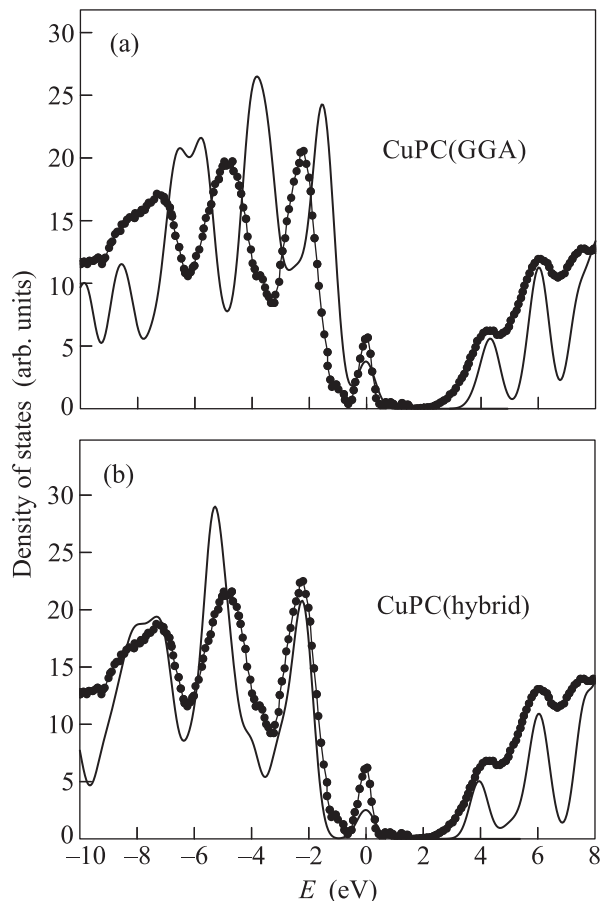 (a)
30
25
20
15
10
5
0
CuPC(GGA)
Density of states (arb. units)
(b)
30
25
20
15
10
5
0
CuPC(hybrid)
–10 –8 –6 –4 –2 0 2 4 6 8
E (eV)